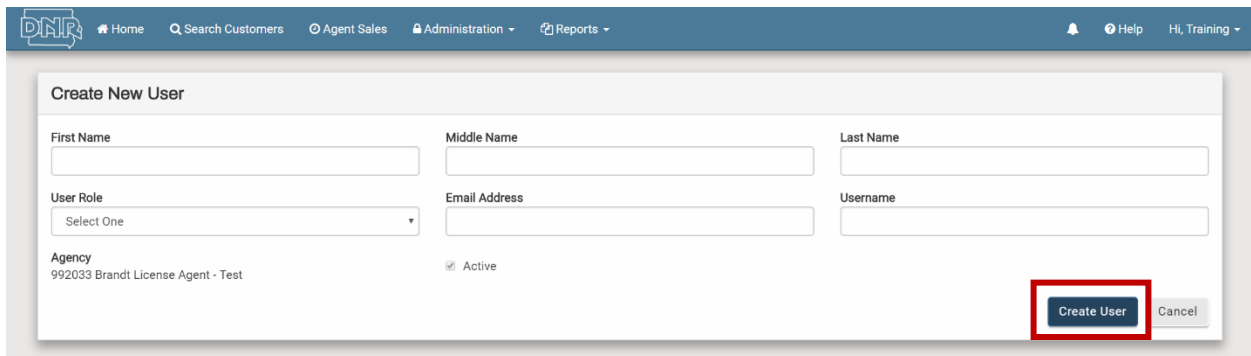 DNR Home Search Customers Agent Sales Administration Reports Help Hi, Training
Create New User
First Name Middle Name Last Name
User Role Email Address Username
Select One
Agency
992033 Brandt License Agent - Test
Active
Create User Cancel